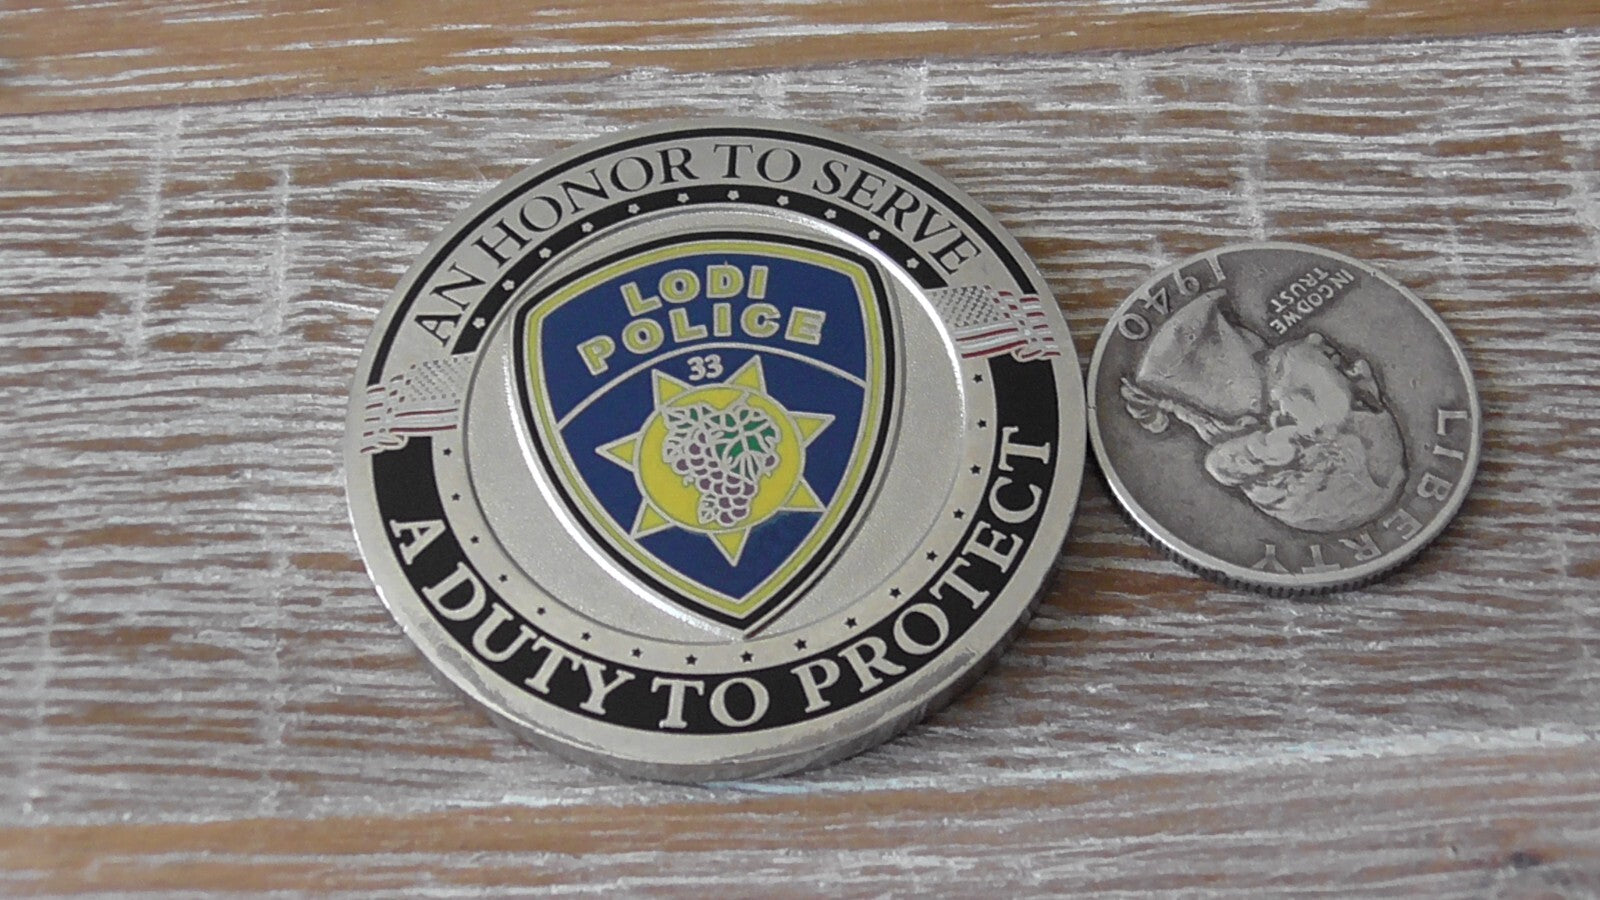 AN HONOR TO SERVE
LODI
POLICE
33
A DUTY TO PROTECT
LIBERTY
IN GOD WE
TRUST
1940